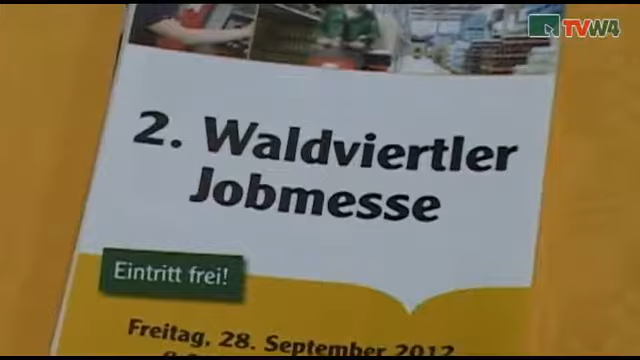 TVW4
2. Waldviertler
Jobmesse
Eintritt frei!
Freitag, 28. September 2012